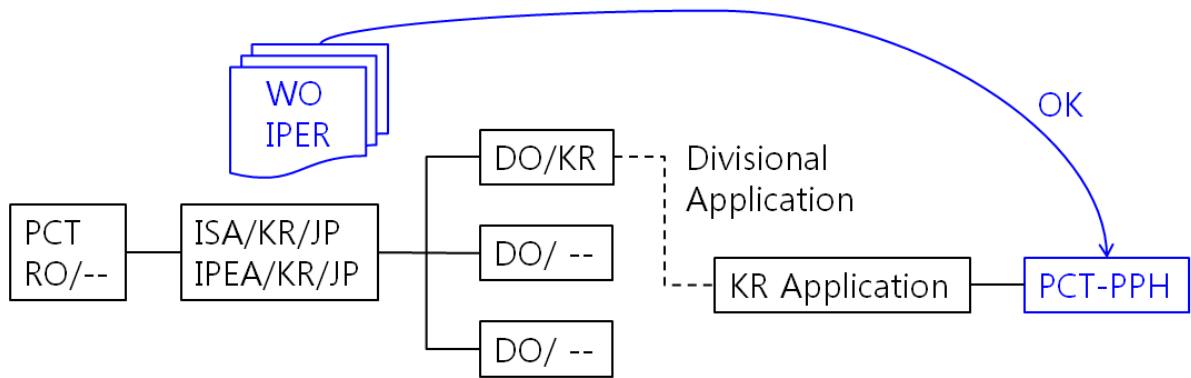 WO
IPER
OK
DO/KR
Divisional
Application
PCT
RO/--
ISA/KR/JP
IPEA/KR/JP
DO/ --
KR Application
PCT-PPH
DO/ --